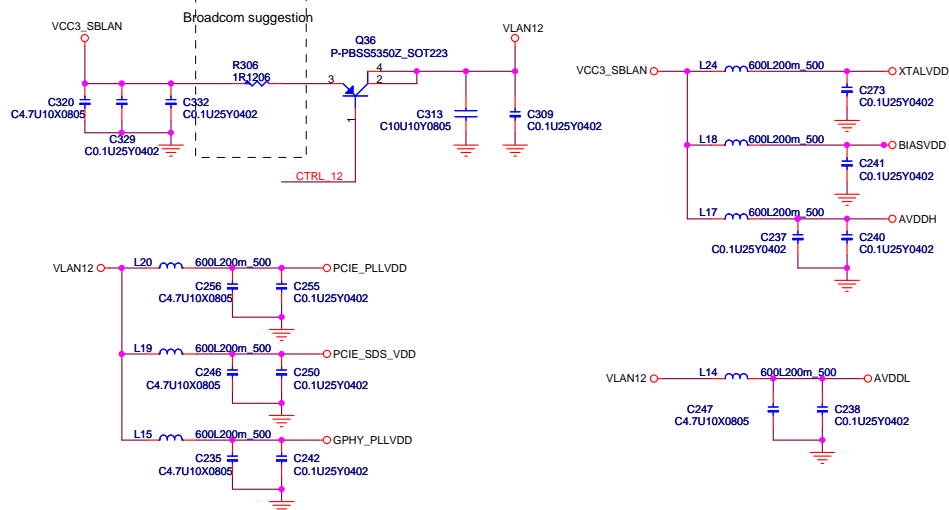 Broadcom suggestion
VCC3_SBLAN
R306
1R1206
Q36
P-PBSS5350Z_SOT223
VLAN12
3
4
2
1
C320
C4.7U10X0805
C329
C0.1U25Y0402
C332
C0.1U25Y0402
C313
C10U10Y0805
C309
C0.1U25Y0402
CTRL_12
VCC3_SBLAN
L24
600L200m_500
XTALVDD
C273
C0.1U25Y0402
L18
600L200m_500
BIASVDD
C241
C0.1U25Y0402
L17
600L200m_500
AVDDH
C237
C0.1U25Y0402
C240
C0.1U25Y0402
VLAN12
L20
600L200m_500
PCIE_PLLVDD
C256
C4.7U10X0805
C255
C0.1U25Y0402
L19
600L200m_500
PCIE_SDS_VDD
C246
C4.7U10X0805
C250
C0.1U25Y0402
L15
600L200m_500
GPHY_PLLVDD
C235
C4.7U10X0805
C242
C0.1U25Y0402
VLAN12
L14
600L200m_500
AVDDL
C247
C4.7U10X0805
C238
C0.1U25Y0402